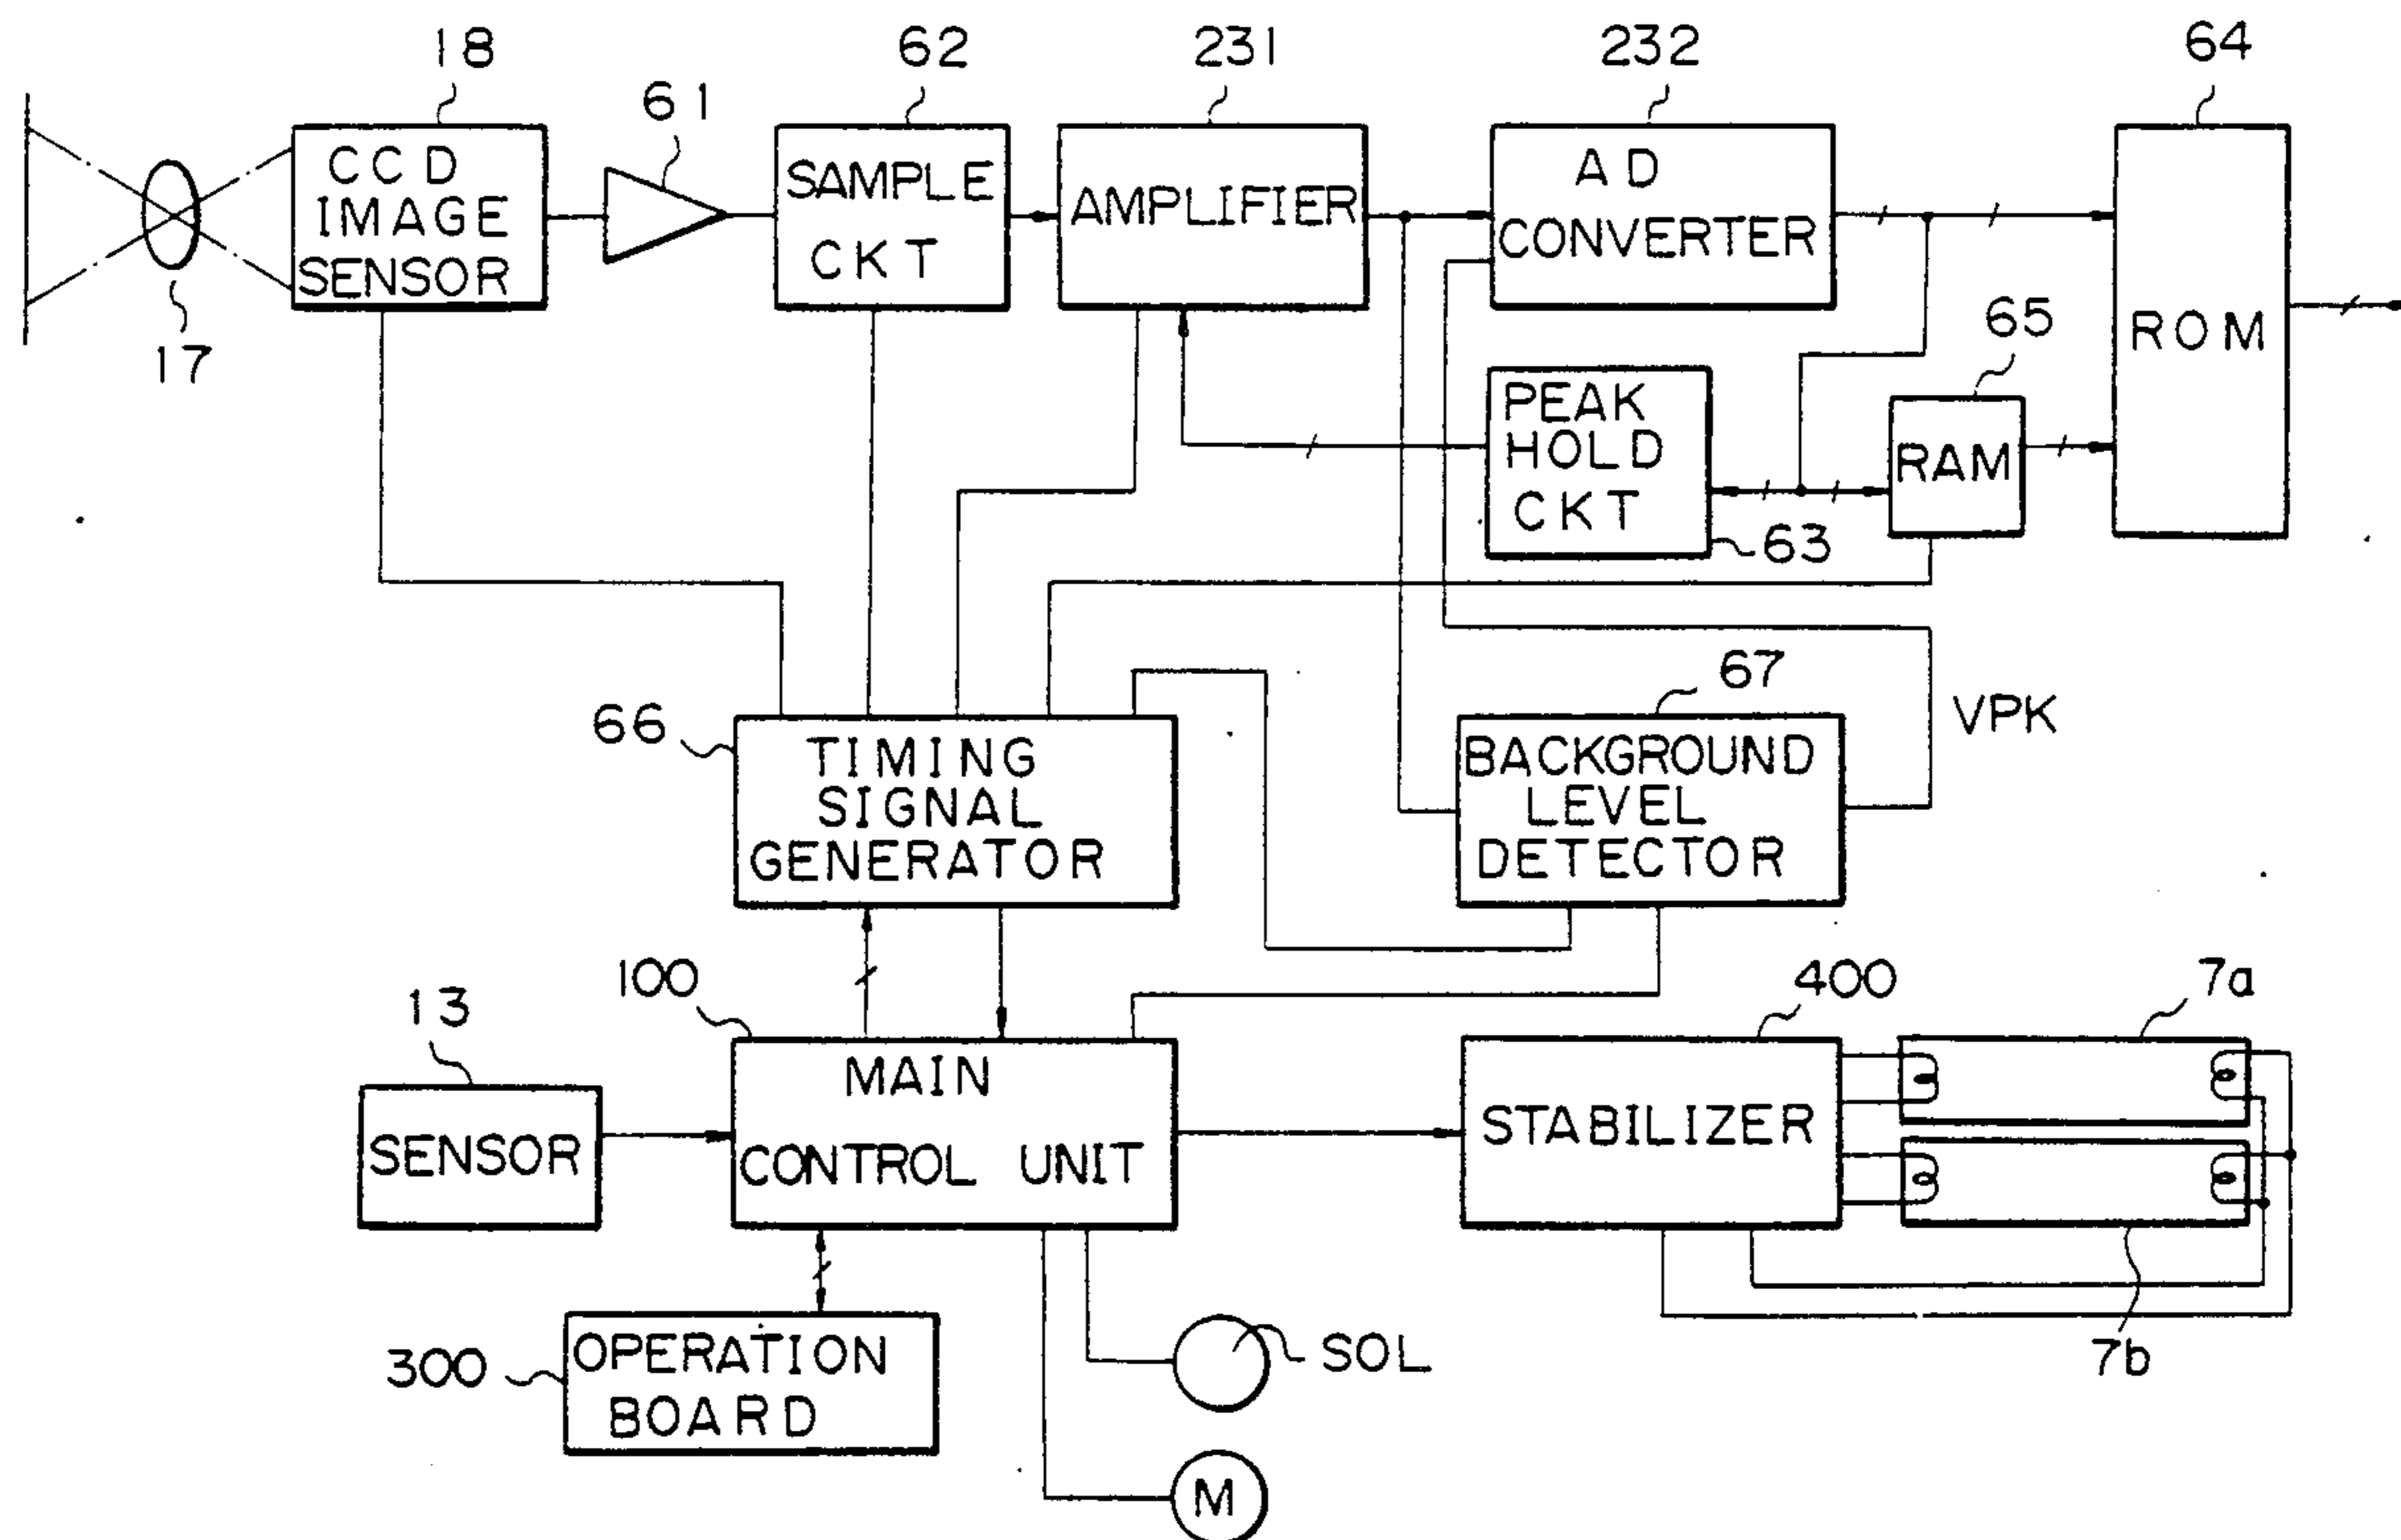 18
62
231
232
64
61
CCD
IMAGE
SENSOR
SAMPLE
CKT
AMPLIFIER
AD
CONVERTER
ROM
17
65
PEAK
HOLD
CKT
RAM
63
67
66
VPK
TIMING
SIGNAL
GENERATOR
BACKGROUND
LEVEL
DETECTOR
100
400
7a
13
MAIN
CONTROL UNIT
SENSOR
STABILIZER
300
OPERATION
BOARD
SOL
7b
M